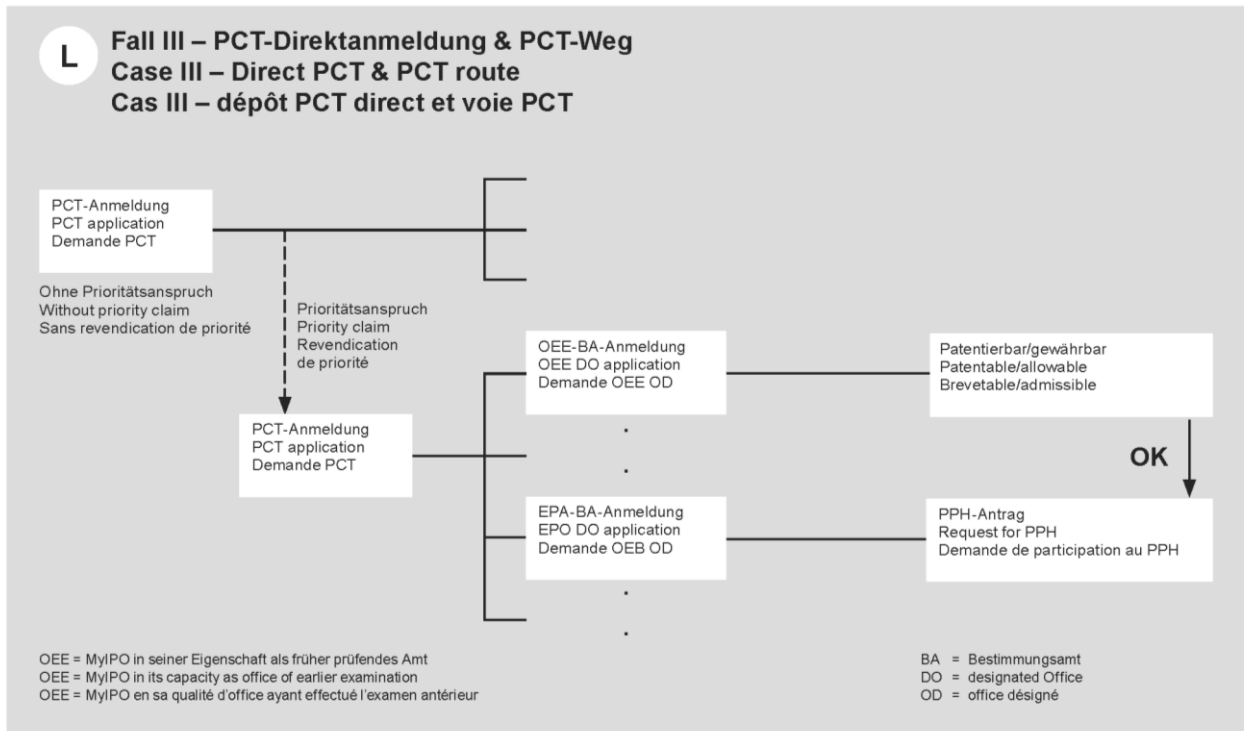 L
Fall III – PCT-Direktanmeldung & PCT-Weg
Case III – Direct PCT & PCT route
Cas III – dépôt PCT direct et voie PCT
PCT-Anmeldung
PCT application
Demande PCT
Ohne Prioritätsanspruch
Without priority claim
Sans revendication de priorité
Prioritätsanspruch
Priority claim
Revendication
de priorité
OEE-BA-Anmeldung
OEE DO application
Demande OEE OD
Patentierbar/gewährbar
Patentable/allowable
Brevetable/admissible
PCT-Anmeldung
PCT application
Demande PCT
OK
EPA-BA-Anmeldung
EPO DO application
Demande OEB OD
PPH-Antrag
Request for PPH
Demande de participation au PPH
OEE = MyIPO in seiner Eigenschaft als früher prüfendes Amt
OEE = MyIPO in its capacity as office of earlier examination
OEE = MyIPO en sa qualité d'office ayant effectué l'examen antérieur
BA = Bestimmungsamt
DO = designated Office
OD = office désigné